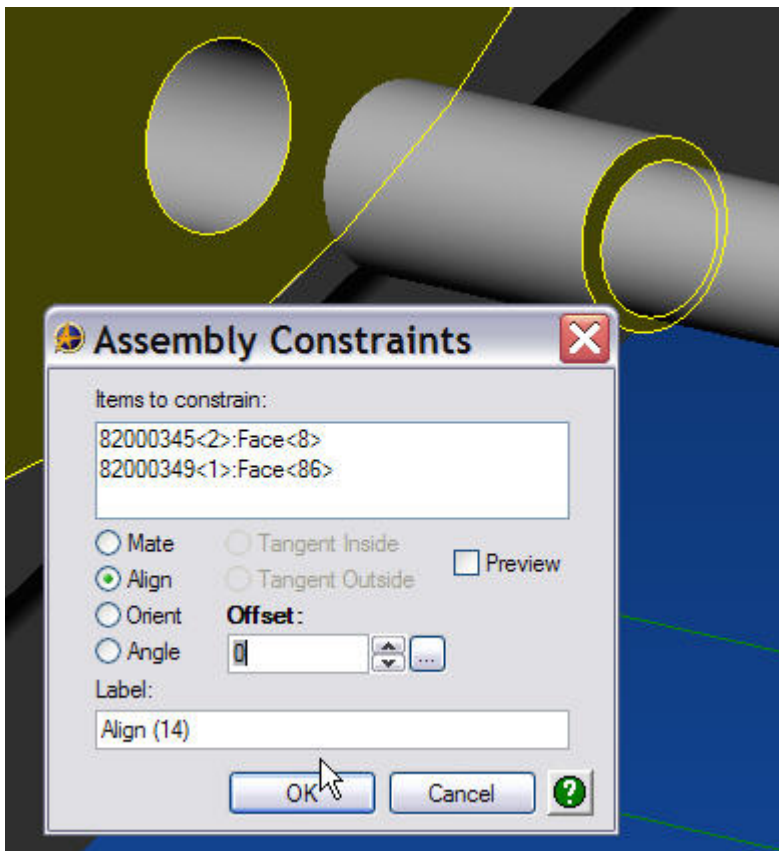 Assembly Constraints
Items to constrain:
82000345<2>:Face<8>
82000349<1>:Face<86>
Mate
Tangent Inside
Preview
Align
Tangent Outside
Orient
Offset:
Angle
0
...
Label:
Align (14)
OK
Cancel
?